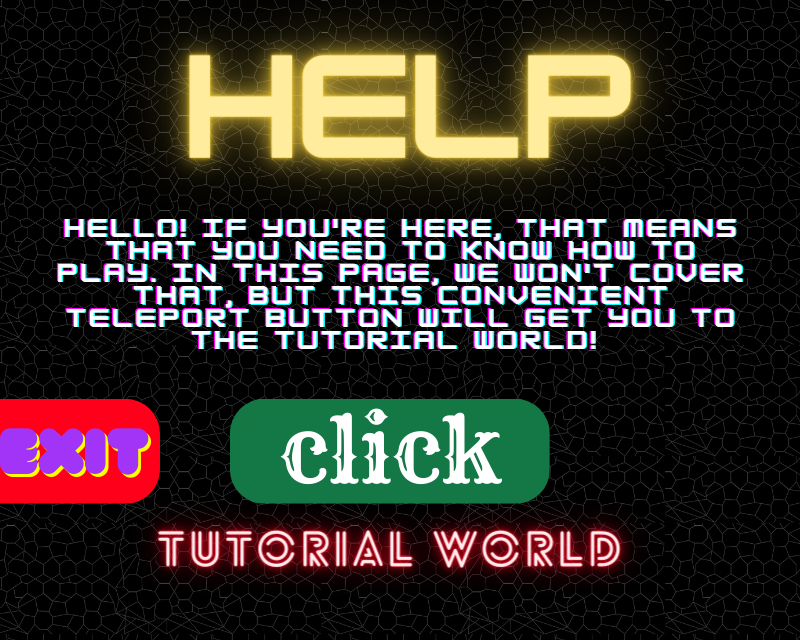 HELP
HELLO! IF YOU'RE HERE, THAT MEANS
THAT YOU NEED TO KNOW HOW TO
PLAY. IN THIS PAGE, WE WON'T COVER
THAT, BUT THIS CONVENIENT
TELEPORT BUTTON WILL GET YOU TO
THE TUTORIAL WORLD!
EXIT
click
TUTORIAL WORLD